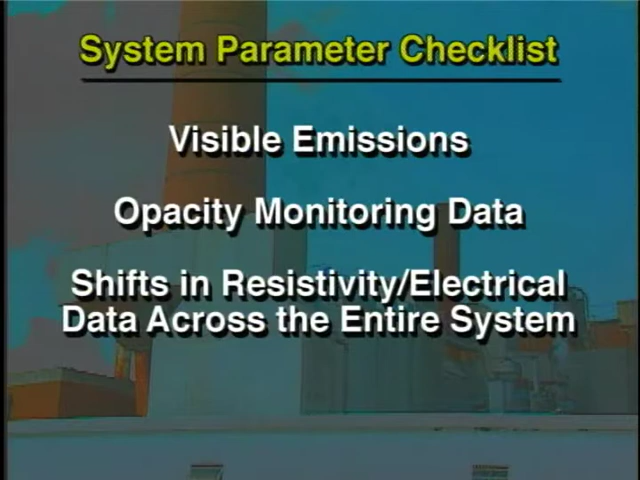 System Parameter Checklist
Visible Emissions
Opacity Monitoring Data
Shifts in Resistivity/Electrical
Data Across the Entire System